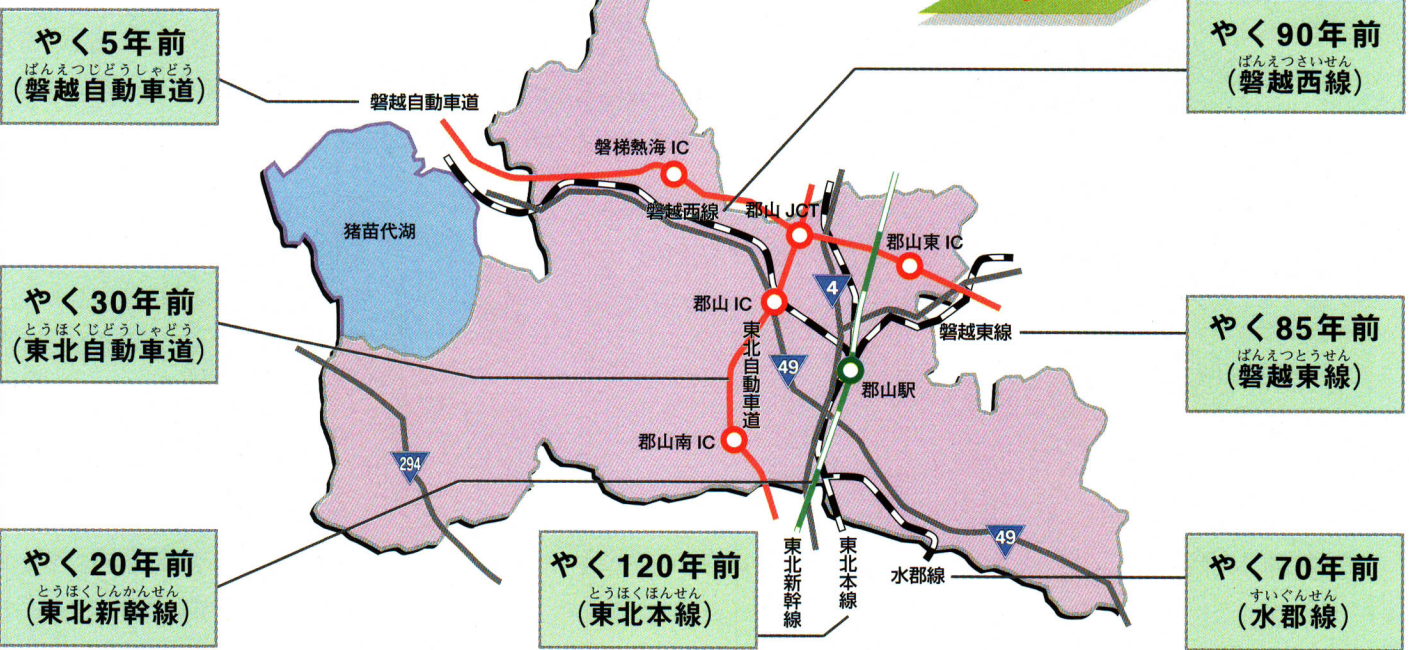 やく5年前
ばんえつじどうしゃどう
(磐越自動車道)
やく90年前
ばんえつさいせん
(磐越西線)
磐越自動車道
磐梯熱海 IC
磐越西線
郡山 JCT
郡山東 IC
猪苗代湖
やく30年前
とうほくじどうしゃどう
(東北自動車道)
郡山 IC
4
磐越東線
やく85年前
ばんえつとうせん
(磐越東線)
東北自動車道
49
郡山駅
郡山南 IC
294
49
やく20年前
とうほくしんかんせん
(東北新幹線)
やく120年前
とうほくほんせん
(東北本線)
東北新幹線
東北本線
水郡線
やく70年前
すいぐんせん
(水郡線)